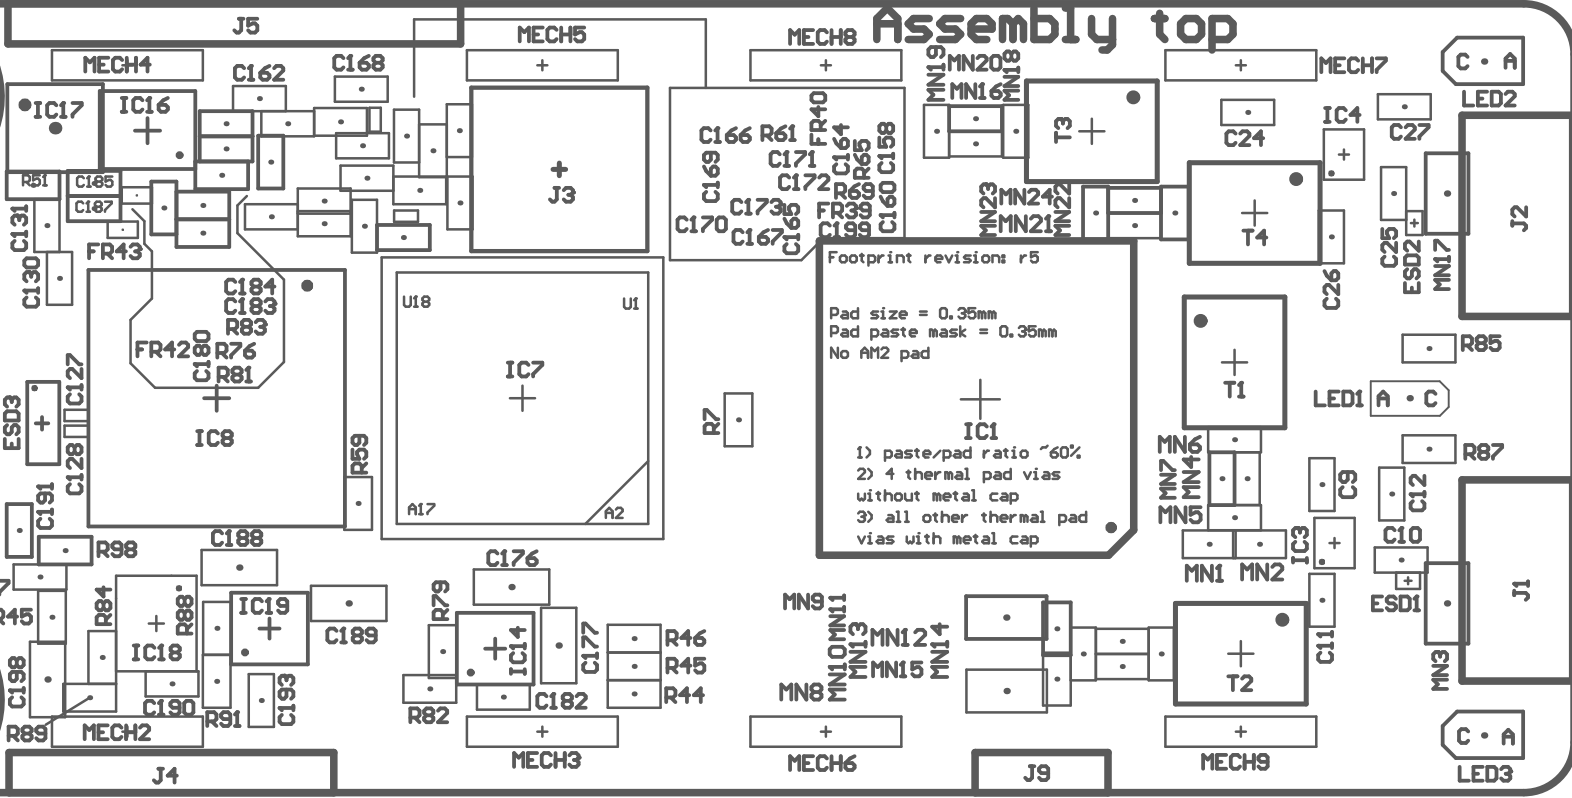 Assembly top
J5
MECH4
C162
C168
MECH5
MECH8
MN19
MN20
MN18
MN16
MECH7
C A
LED2
IC17
IC16
J3
C166 R61
FR40
C164
C158
C169
C171
R65
C172
R69
C160
C173
C165
FR39
C170
C167
C199
T3
C24
IC4
C27
MN23
MN24
MN22
MN21
T4
C26
C25
ESD2
MN17
J2
R51
C185
C187
C131
FR43
C130
C184
C183
R83
FR42
C180
R76
R81
IC8
C127
ESD3
C128
R59
U18
U1
IC7
A17
A2
R7
Footprint revision: r5
Pad size = 0.35mm
Pad paste mask = 0.35mm
No AM2 pad
IC1
1) paste/pad ratio ~60%
2) 4 thermal pad vias
without metal cap
3) all other thermal pad
vias with metal cap
T1
R85
LED1
A C
R87
MN6
MN7
MN46
MN5
MN1
MN2
C9
IC3
C12
C10
ESD1
C11
MN3
J1
C191
R98
C188
7
R45
R84
R88
IC18
IC19
C189
C198
C190
R91
C193
R89
MECH2
C176
R79
IC14
C177
R82
C182
R46
R45
R44
MECH3
MN9
MN11
MN10
MN13
MN12
MN14
MN15
MN8
MECH6
T2
MECH9
C A
LED3
J4
J9